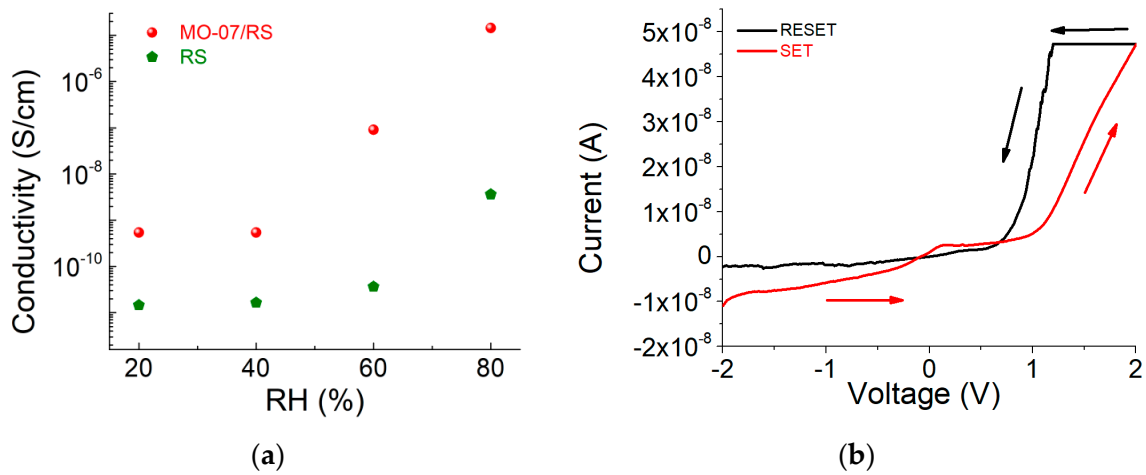 MO-07/RS
RS
Conductivity (S/cm)
10⁻⁶
10⁻⁸
10⁻¹⁰
20 40 60 80
RH (%)
(a)
RESET
SET
Current (A)
5x10⁻⁸
4x10⁻⁸
3x10⁻⁸
2x10⁻⁸
1x10⁻⁸
0
-1x10⁻⁸
-2x10⁻⁸
-2 -1 0 1 2
Voltage (V)
(b)